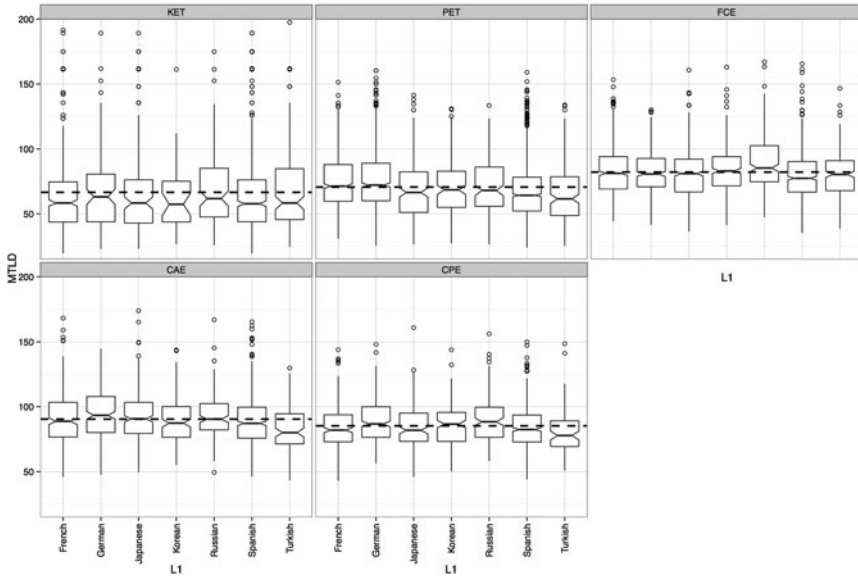 KET
PET
FCE
200
150
100
50
MTLD
L1
CAE
CPE
200
150
100
50
French
German
Japanese
Korean
Russian
Spanish
Turkish
French
German
Japanese
Korean
Russian
Spanish
Turkish
L1
L1